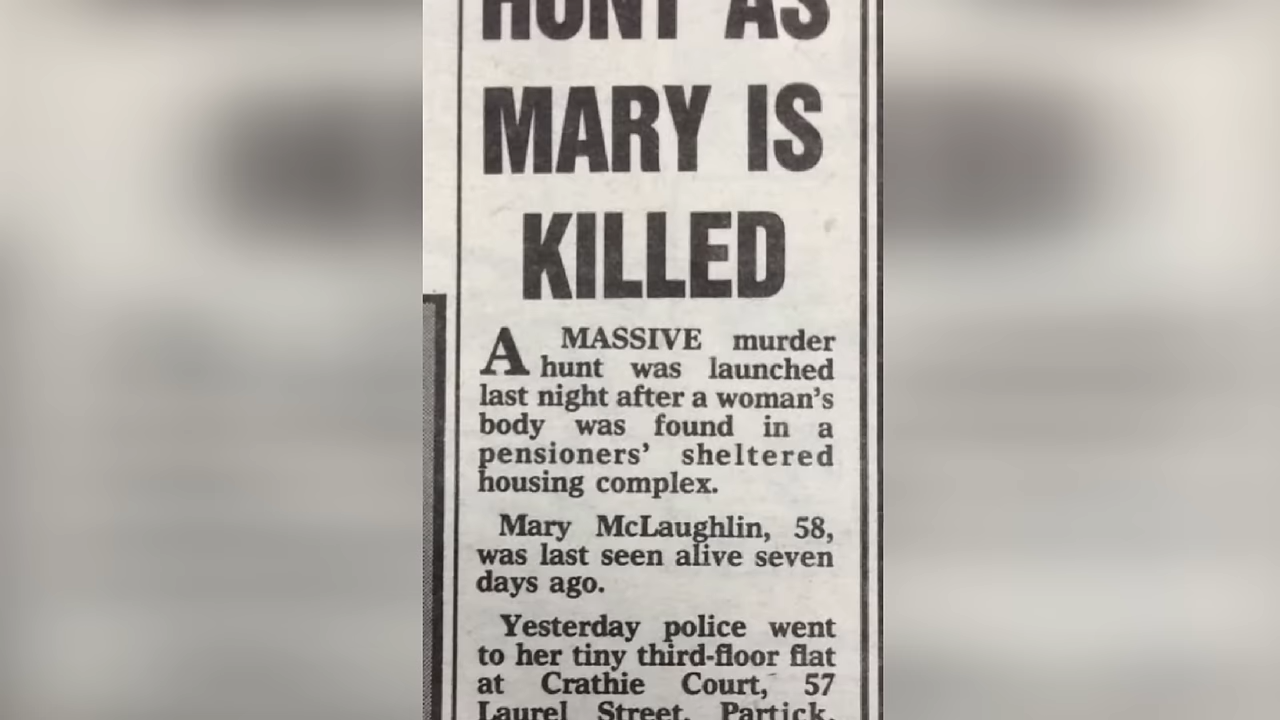 HUNT AS
MARY IS
KILLED
A MASSIVE murder
hunt was launched
last night after a woman's
body was found in a
pensioners' sheltered
housing complex.
Mary McLaughlin, 58,
was last seen alive seven
days ago.
Yesterday police went
to her tiny third-floor flat
at Crathie Court, 57
Laurel Street, Partick,